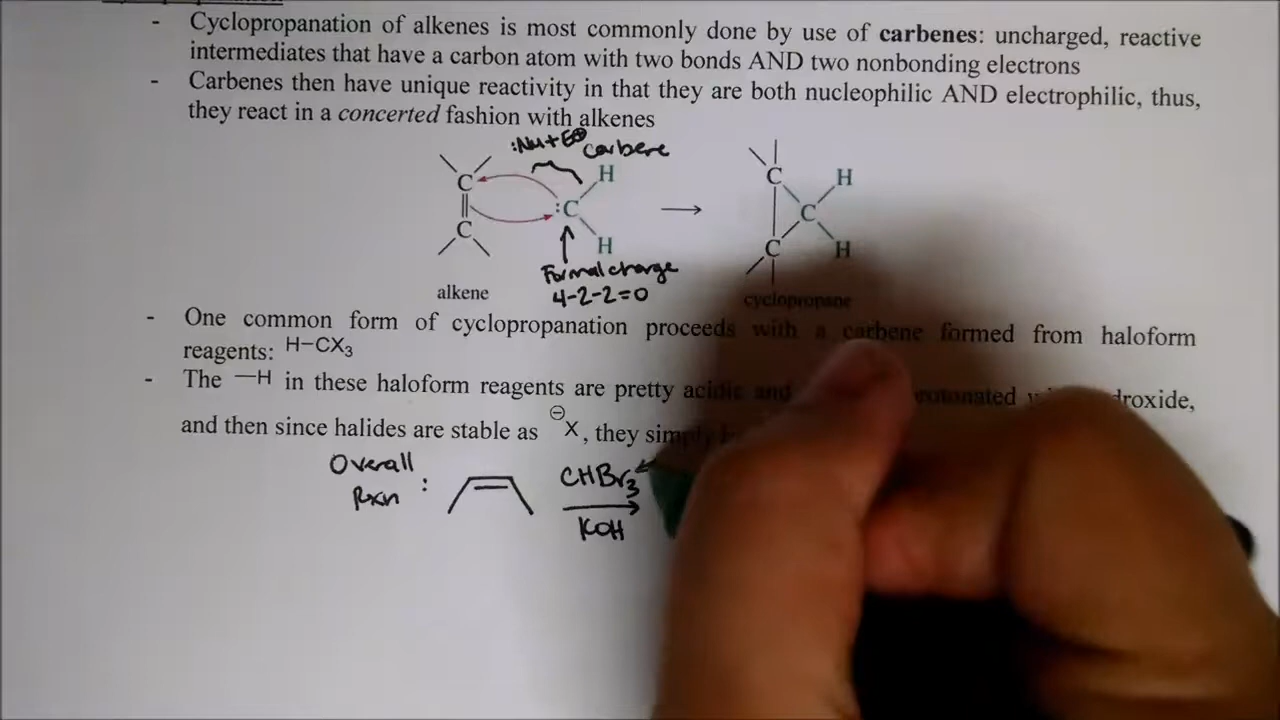 - Cyclopropanation of alkenes is most commonly done by use of carbenes: uncharged, reactive
intermediates that have a carbon atom with two bonds AND two nonbonding electrons
- Carbenes then have unique reactivity in that they are both nucleophilic AND electrophilic, thus,
they react in a concerted fashion with alkenes
:Nu + E⊕
carbene
C H C H
:C C
C H C H
Formal charge
4-2-2=0
alkene cyclopropane
- One common form of cyclopropanation proceeds with a carbene formed from haloform
reagents: H-CX3
- The —H in these haloform reagents are pretty acidic and droxide,
and then since halides are stable as ⊖X, they simply
Overall
Rxn :
CHBr3
KOH